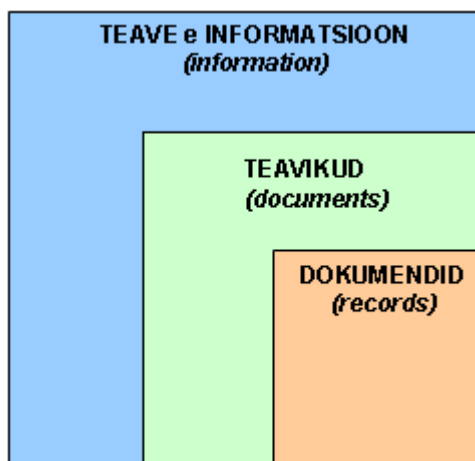 TEAVE e INFORMATSIOON
(information)
TEAVIKUD
(documents)
DOKUMENDID
(records)